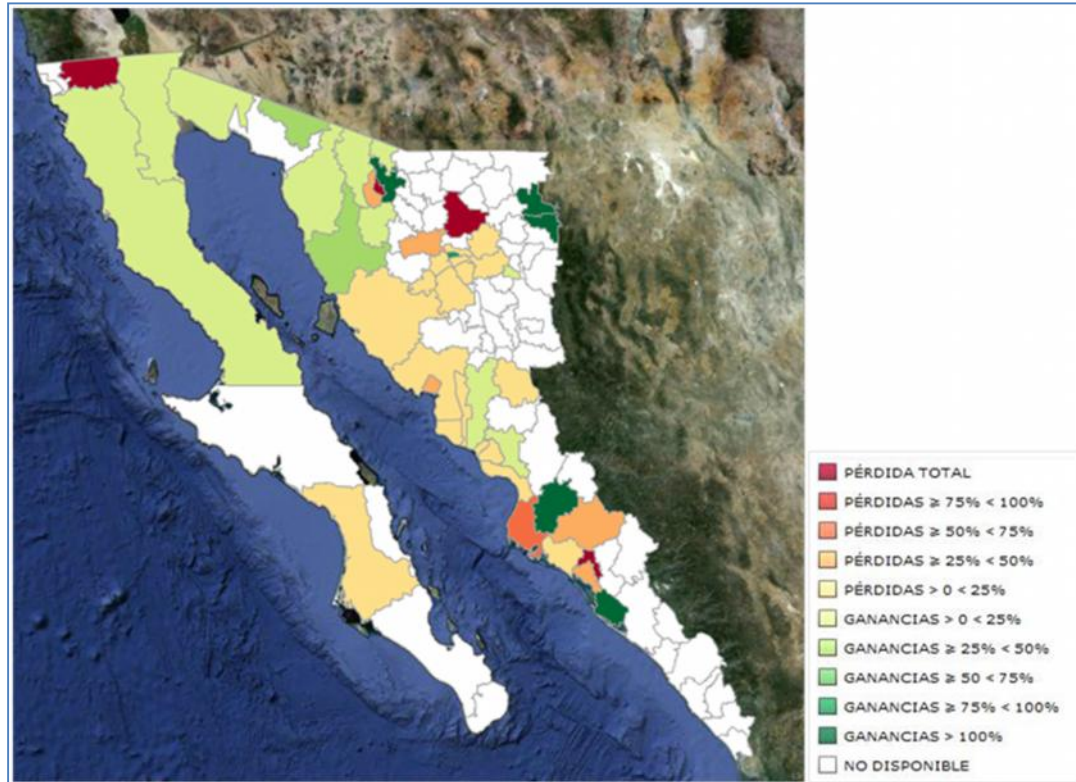 PÉRDIDA TOTAL
PÉRDIDAS ≥ 75% < 100%
PÉRDIDAS ≥ 50% < 75%
PÉRDIDAS ≥ 25% < 50%
PÉRDIDAS > 0 < 25%
GANANCIAS > 0 < 25%
GANANCIAS ≥ 25% < 50%
GANANCIAS ≥ 50 < 75%
GANANCIAS ≥ 75% < 100%
GANANCIAS > 100%
NO DISPONIBLE